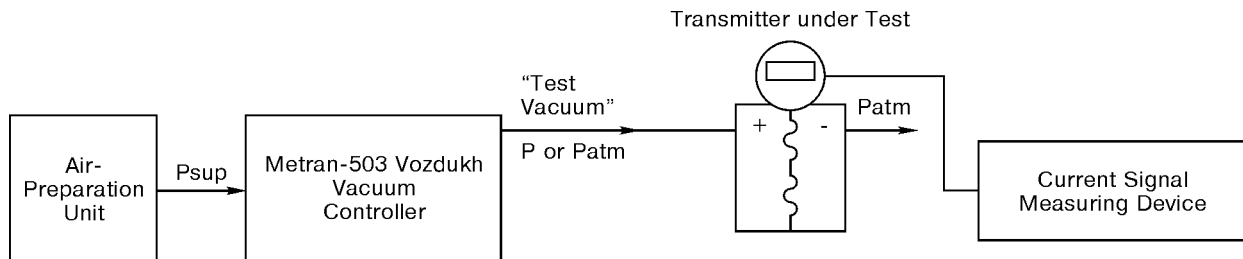 Transmitter under Test
“Test
Vacuum”
P or Patm
+ -
Patm
Air-
Preparation
Unit
Psup
Metran-503 Vozdukh
Vacuum
Controller
Current Signal
Measuring Device